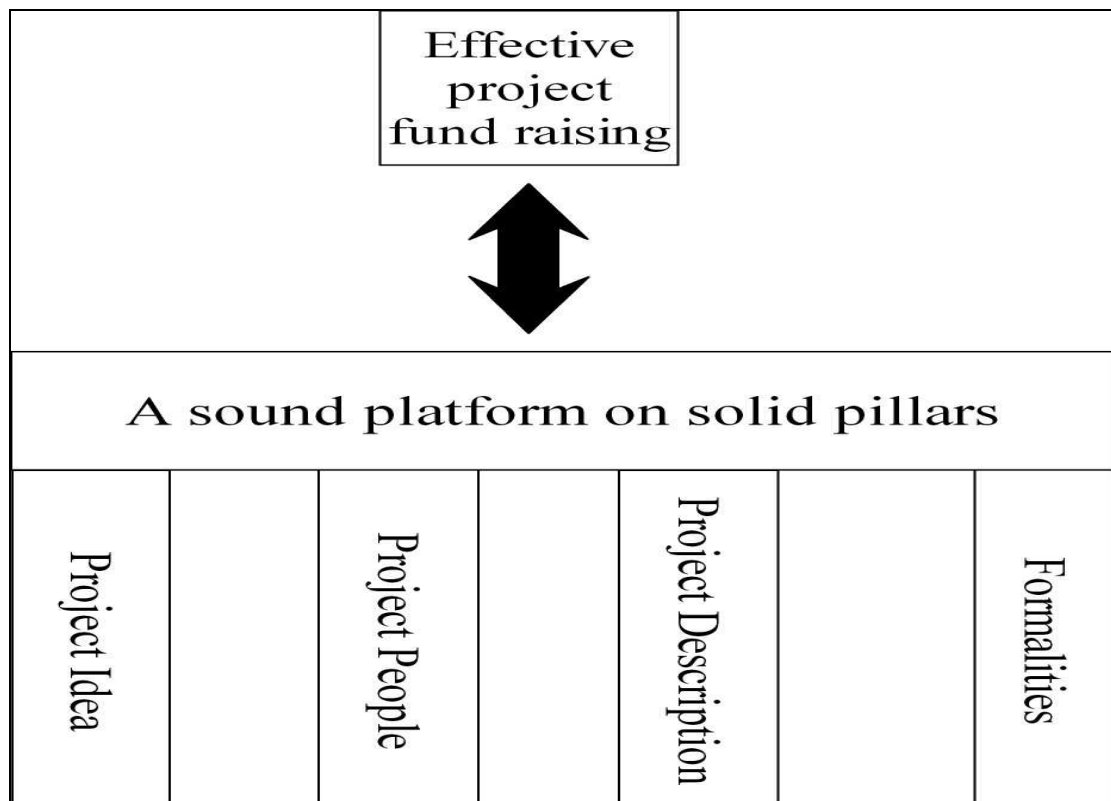 Effective
project
fund raising
A sound platform on solid pillars
Project Idea
Project People
Project Description
Formalities